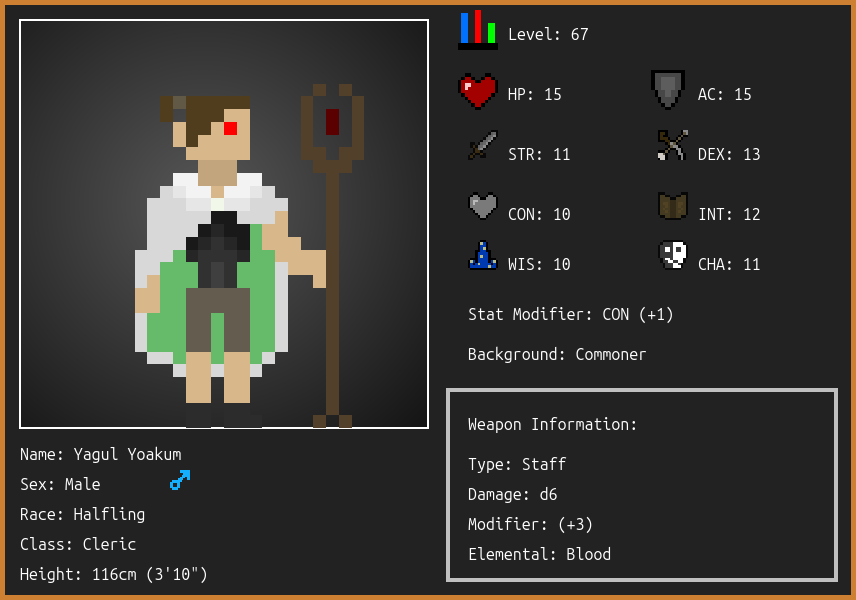 Level: 67
HP: 15
AC: 15
STR: 11
DEX: 13
CON: 10
INT: 12
WIS: 10
CHA: 11
Stat Modifier: CON (+1)
Background: Commoner
Weapon Information:
Type: Staff
Damage: d6
Modifier: (+3)
Elemental: Blood
Name: Yagul Yoakum
Sex: Male
Race: Halfling
Class: Cleric
Height: 116cm (3'10")